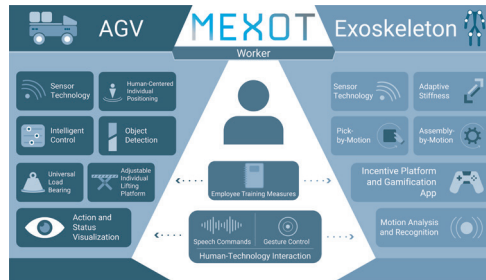 AGV
MEXOT
Exoskeleton
Worker
Sensor
Technology
Human-Centered
Individual
Positioning
Intelligent
Control
Object
Detection
Universal
Load
Bearing
Adjustable
Individual
Lifting
Platform
Action and
Status
Visualization
Employee Training Measures
Speech Commands
Gesture Control
Human-Technology Interaction
Sensor
Technology
Adaptive
Stiffness
Pick-
by-Motion
Assembly-
by-Motion
Incentive Platform
and Gamification
App
Motion Analysis
and Recognition